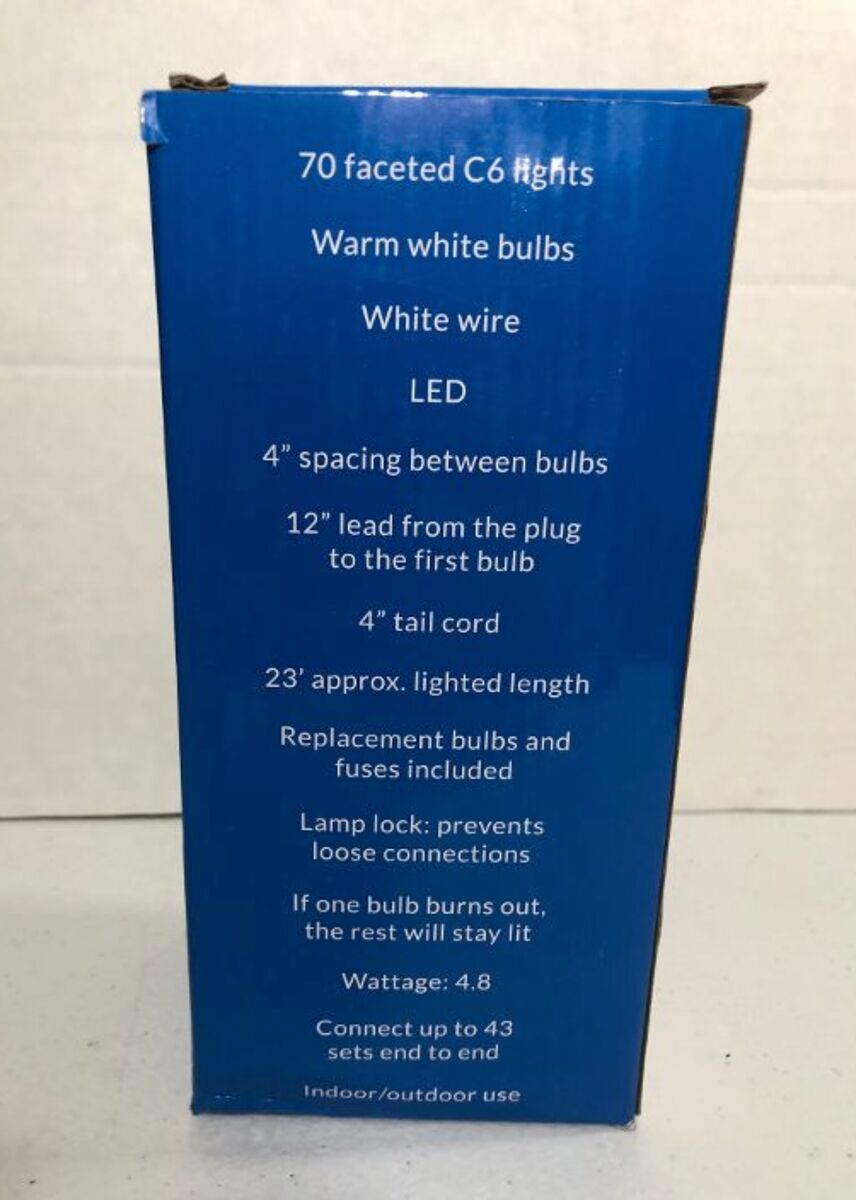 70 faceted C6 lights
Warm white bulbs
White wire
LED
4” spacing between bulbs
12” lead from the plug
to the first bulb
4” tail cord
23’ approx. lighted length
Replacement bulbs and
fuses included
Lamp lock: prevents
loose connections
If one bulb burns out,
the rest will stay lit
Wattage: 4.8
Connect up to 43
sets end to end
Indoor/outdoor use